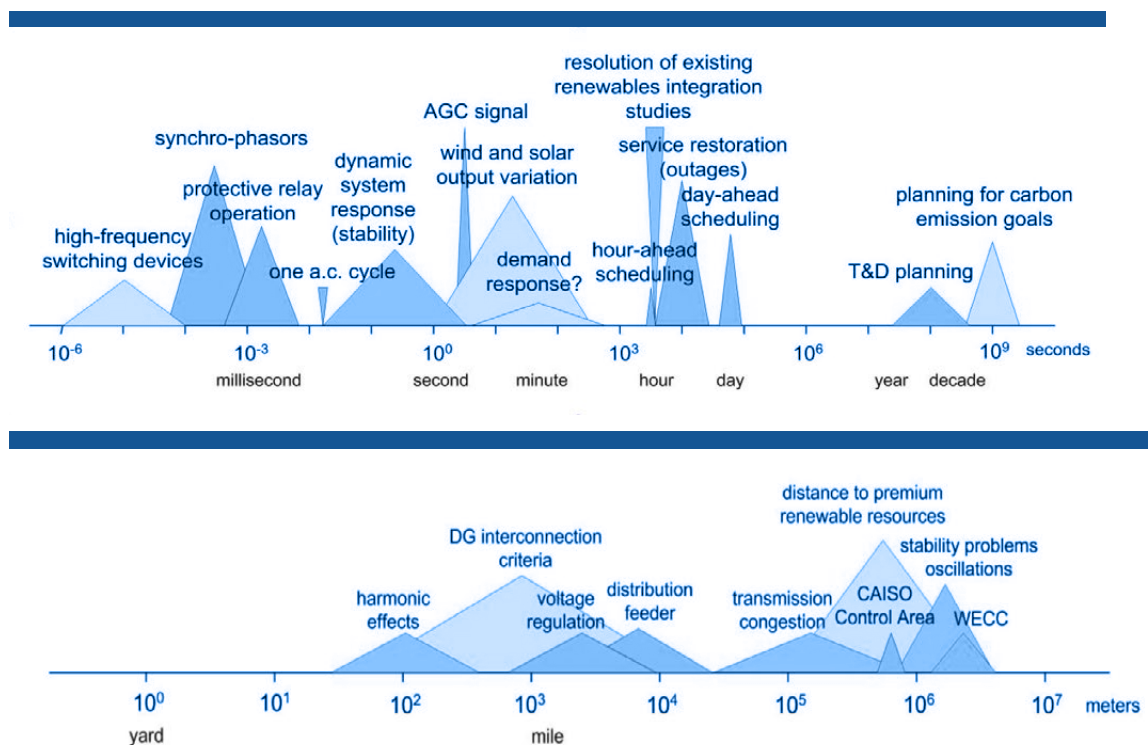 resolution of existing
renewables integration
studies
AGC signal
synchro-phasors
dynamic
system
response
(stability)
wind and solar
output variation
service restoration
(outages)
protective relay
operation
day-ahead
scheduling
planning for carbon
emission goals
high-frequency
switching devices
one a.c. cycle
demand
response?
hour-ahead
scheduling
T&D planning
10-6 10-3 100 103 106 109 seconds
millisecond second minute hour day year decade
distance to premium
renewable resources
DG interconnection
criteria
stability problems
oscillations
harmonic
effects
voltage
regulation
distribution
feeder
transmission
congestion
CAISO
Control Area
WECC
100 101 102 103 104 105 106 107 meters
yard mile